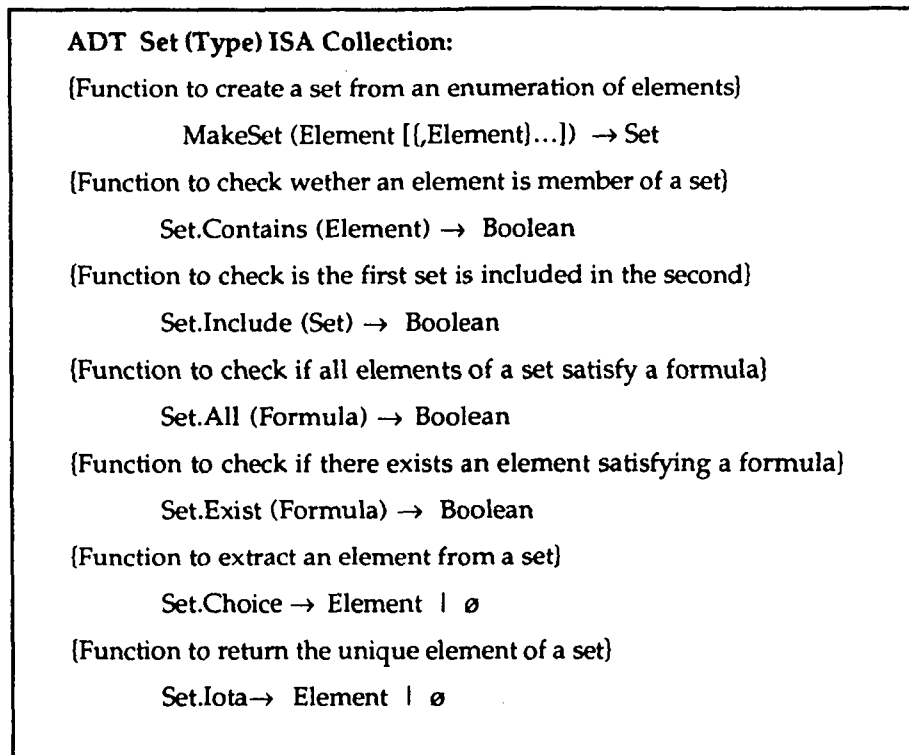 ADT Set (Type) ISA Collection:
{Function to create a set from an enumeration of elements}
MakeSet (Element [{,Element}...]) → Set
{Function to check wether an element is member of a set}
Set.Contains (Element) → Boolean
{Function to check is the first set is included in the second}
Set.Include (Set) → Boolean
{Function to check if all elements of a set satisfy a formula}
Set.All (Formula) → Boolean
{Function to check if there exists an element satisfying a formula}
Set.Exist (Formula) → Boolean
{Function to extract an element from a set}
Set.Choice → Element | ø
{Function to return the unique element of a set}
Set.Iota→ Element | ø